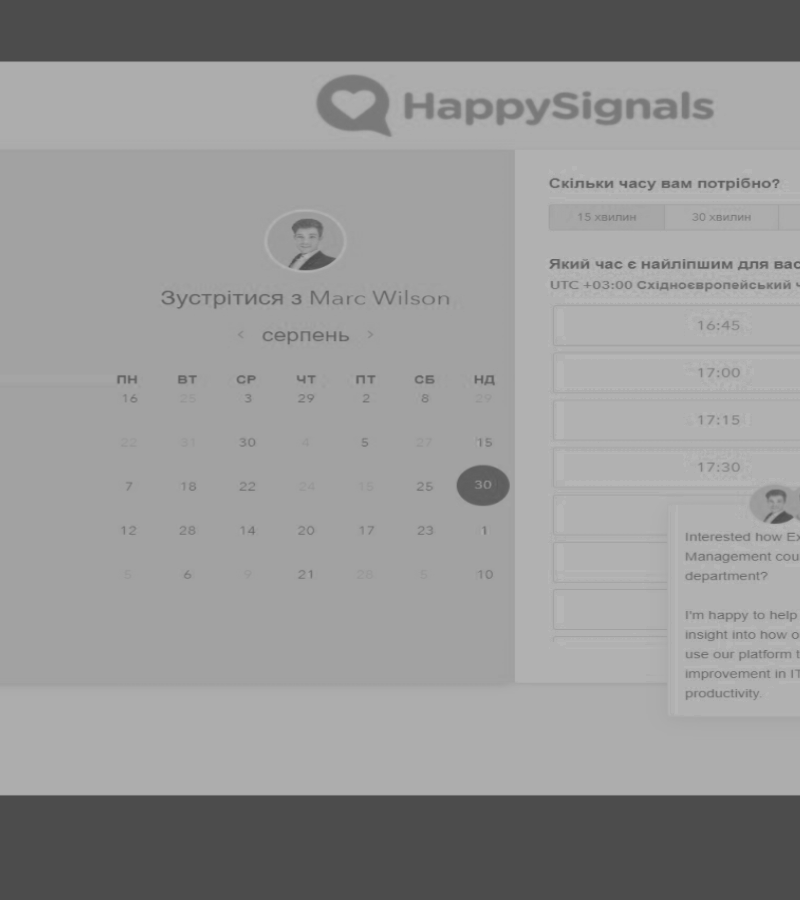 HappySignals
Зустрітися з Marc Wilson
серпень
ПН ВТ СР ЧТ ПТ СБ НД
16 25 3 29 2 8 29
22 31 30 4 5 27 15
7 18 22 24 15 25 30
12 28 14 20 17 23 1
5 6 9 21 28 5 10
Скільки часу вам потрібно?
15 хвилин 30 хвилин
Який час є найліпшим для вас
UTC +03:00 Східноєвропейський
16:45
17:00
17:15
17:30
Interested how
Management
department?
I'm happy to help
insight into how
use our platform
improvement in IT
productivity.